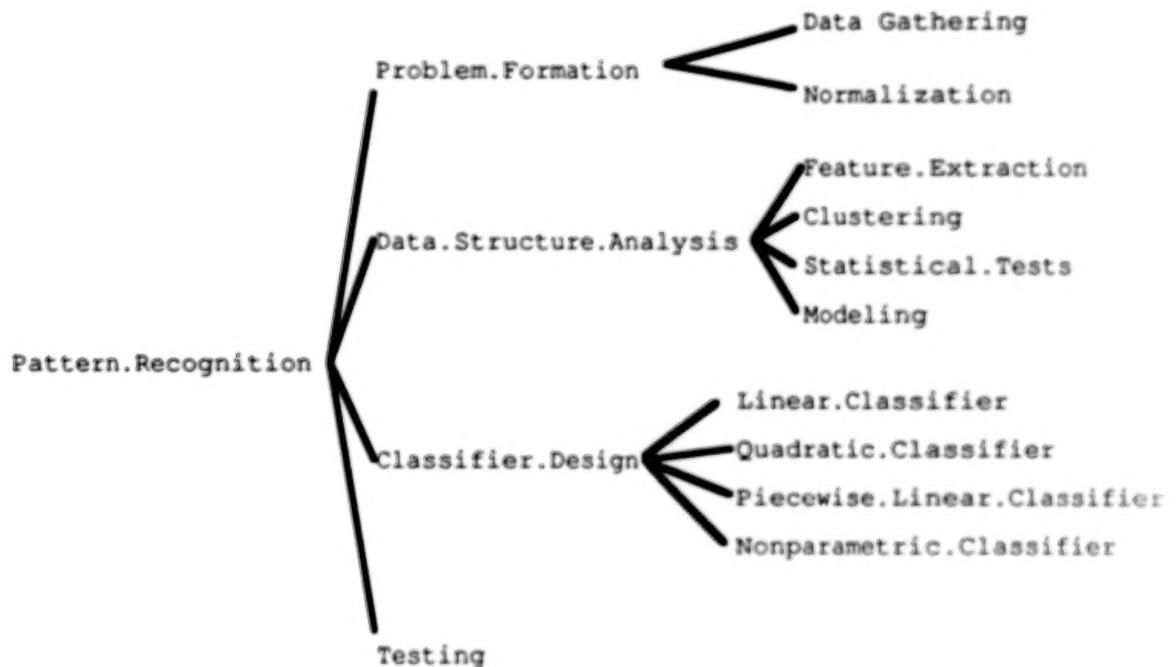 Data Gathering
Problem.Formation
Normalization
Feature.Extraction
Clustering
Data.Structure.Analysis
Statistical.Tests
Modeling
Pattern.Recognition
Linear.Classifier
Quadratic.Classifier
Classifier.Design
Piecewise.Linear.Classifier
Nonparametric.Classifier
Testing